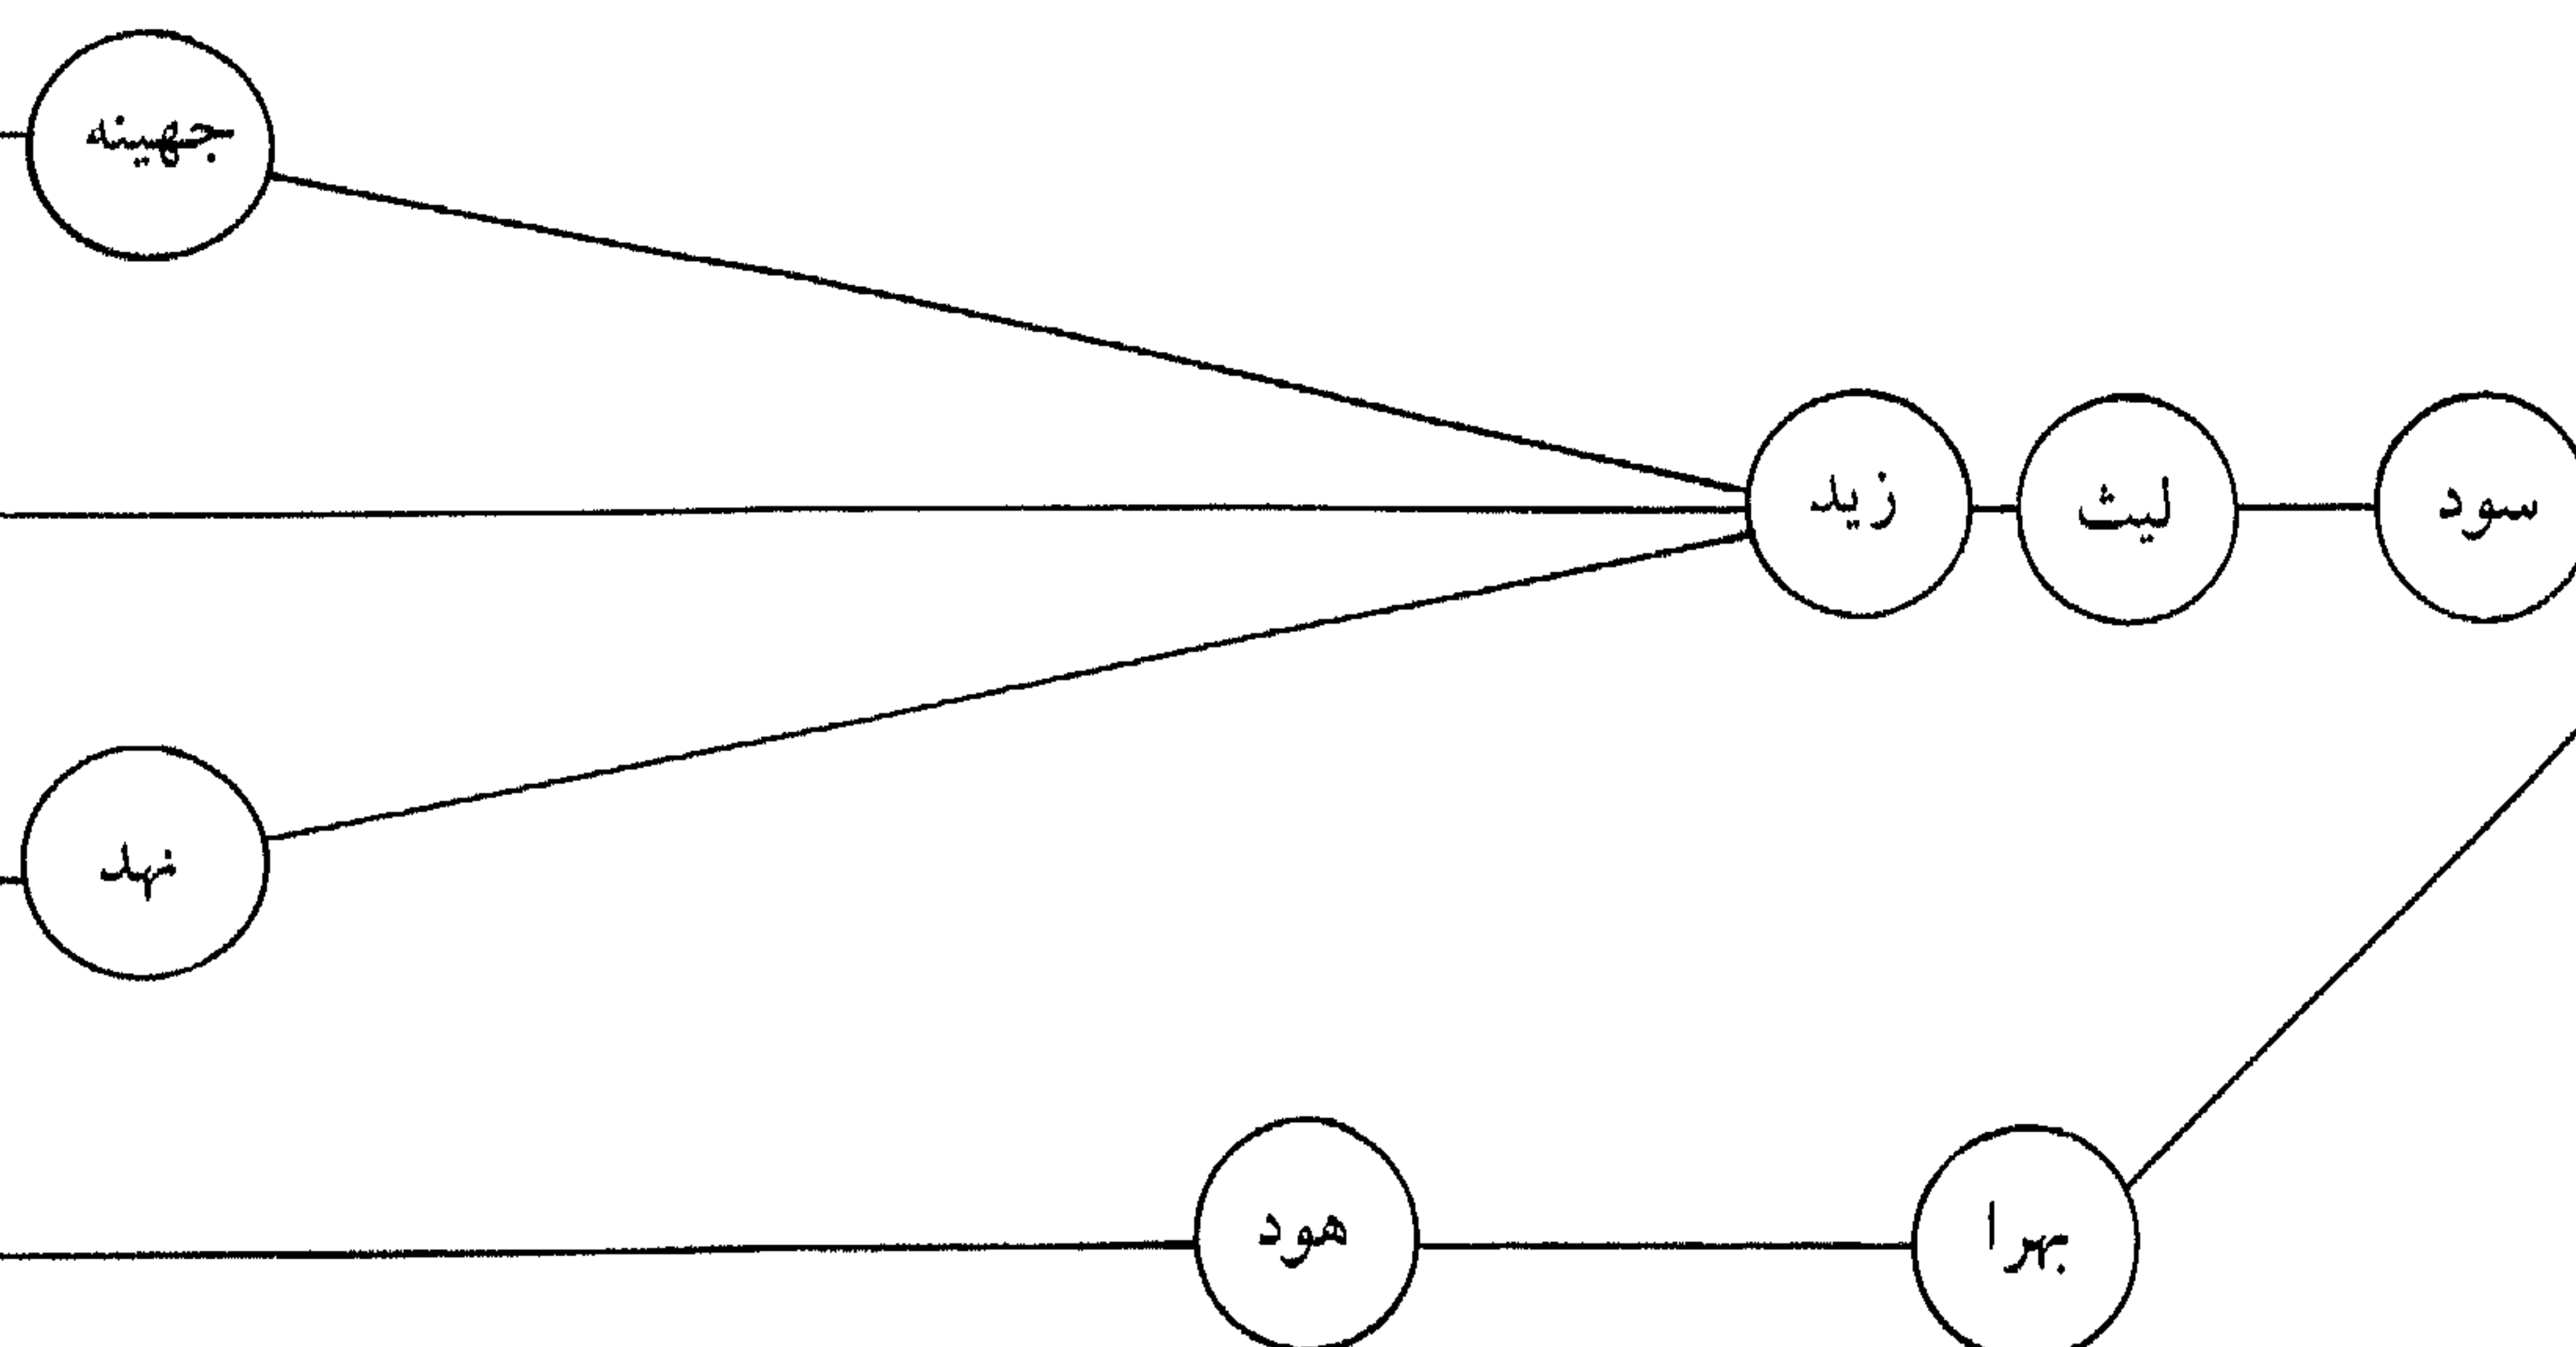 جهينه
سود
ليث
زيد
نهد
بهرا
هود